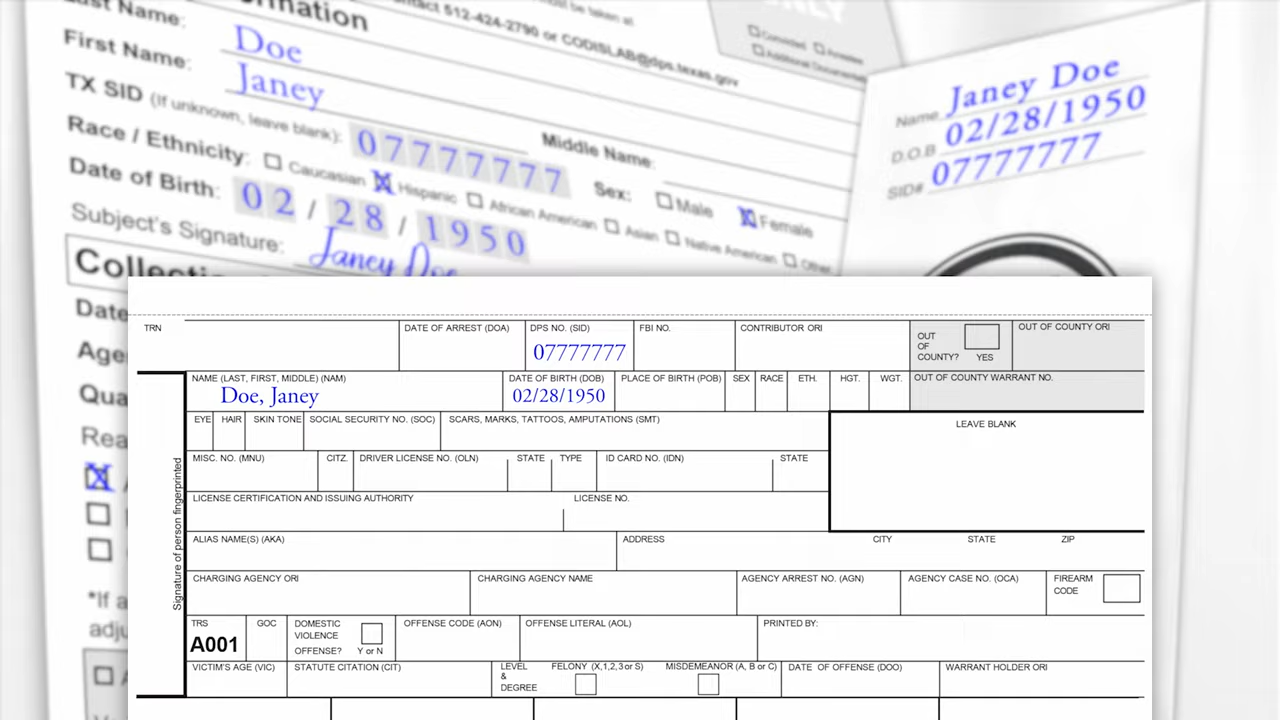 ONLY
Convicted Arrestee
Additional Documentation
contact 512-424-2790 or CODISLAB@dps.texas.gov
Last Name: Doe
First Name: Janey
TX SID (If unknown, leave blank): 07777777
Middle Name:
Race / Ethnicity: Caucasian X Hispanic African American Asian Native American Other
Sex: Male X Female
Date of Birth: 02 / 28 / 1950
Subject's Signature: Janey Doe
Name Janey Doe
D.O.B 02/28/1950
SID# 07777777
Date
X
*If a
adju
TRN
DATE OF ARREST (DOA)
DPS NO. (SID)
FBI NO.
CONTRIBUTOR ORI
OUT OF COUNTY? YES
OUT OF COUNTY ORI
07777777
NAME (LAST, FIRST, MIDDLE) (NAM)
DATE OF BIRTH (DOB)
PLACE OF BIRTH (POB)
SEX
RACE
ETH.
HGT.
WGT.
OUT OF COUNTY WARRANT NO.
Doe, Janey
02/28/1950
EYE
HAIR
SKIN TONE
SOCIAL SECURITY NO. (SOC)
SCARS, MARKS, TATTOOS, AMPUTATIONS (SMT)
LEAVE BLANK
MISC. NO. (MNU)
CITZ.
DRIVER LICENSE NO. (OLN)
STATE
TYPE
ID CARD NO. (IDN)
STATE
LICENSE CERTIFICATION AND ISSUING AUTHORITY
LICENSE NO.
Signature of person fingerprinted
ALIAS NAME(S) (AKA)
ADDRESS
CITY
STATE
ZIP
CHARGING AGENCY ORI
CHARGING AGENCY NAME
AGENCY ARREST NO. (AGN)
AGENCY CASE NO. (OCA)
FIREARM CODE
TRS
A001
GOC
DOMESTIC VIOLENCE OFFENSE? Y or N
OFFENSE CODE (AON)
OFFENSE LITERAL (AOL)
PRINTED BY:
VICTIM'S AGE (VIC)
STATUTE CITATION (CIT)
LEVEL & DEGREE
FELONY (X,1,2,3 or S)
MISDEMEANOR (A, B or C)
DATE OF OFFENSE (DOO)
WARRANT HOLDER ORI